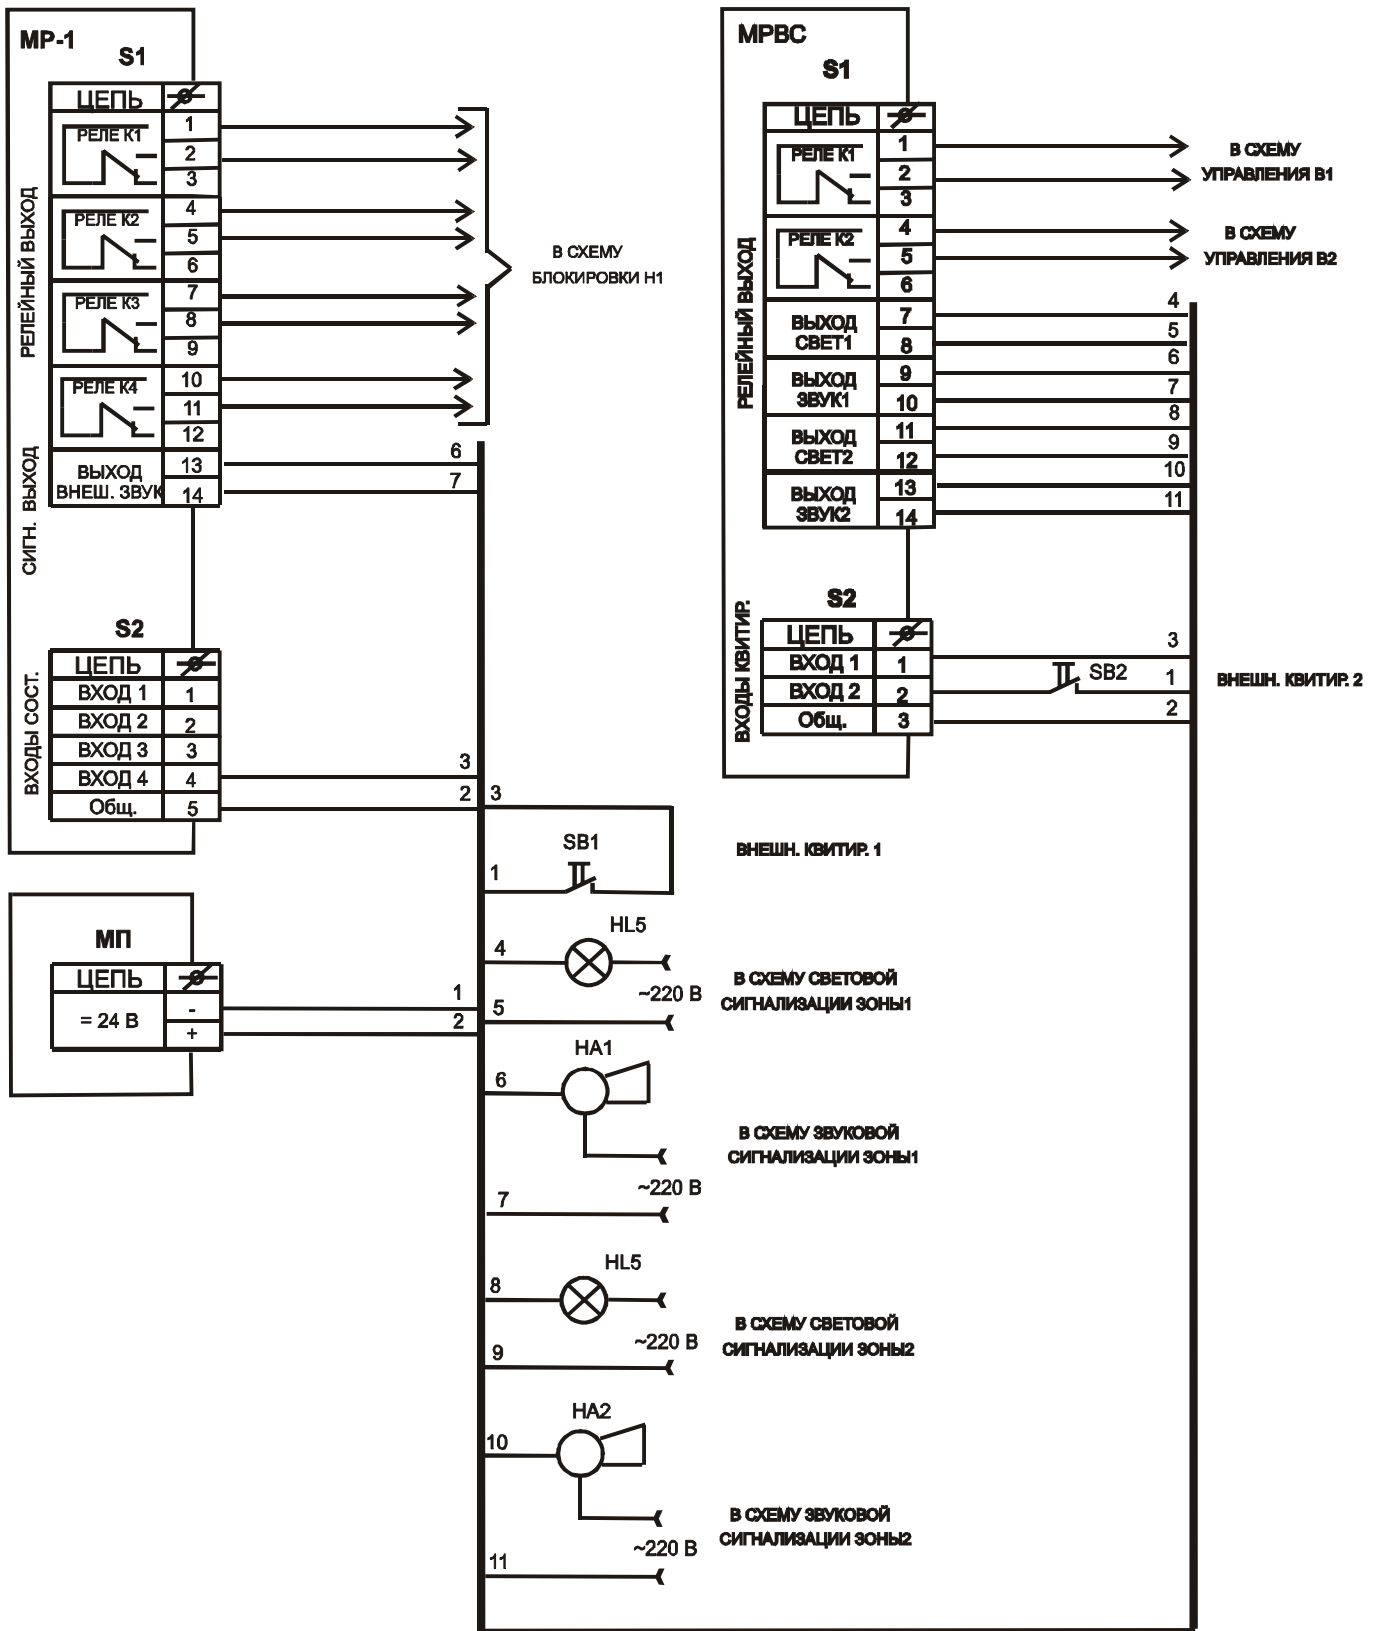 МР-1
S1
ЦЕПЬ
РЕЛЕ К1
1
2
3
РЕЛЕ К2
4
5
6
РЕЛЕ К3
7
8
9
РЕЛЕ К4
10
11
12
ВЫХОД
ВНЕШ. ЗВУК
13
14
РЕЛЕЙНЫЙ ВЫХОД
СИГН. ВЫХОД
В СХЕМУ
БЛОКИРОВКИ Н1
6
7
S2
ЦЕПЬ
ВХОД 1 1
ВХОД 2 2
ВХОД 3 3
ВХОД 4 4
Общ. 5
ВХОДЫ СОСТ.
3
2
МП
ЦЕПЬ
= 24 В
-
+
1
2
МРВС
S1
ЦЕПЬ
РЕЛЕ К1
1
2
3
РЕЛЕ К2
4
5
6
ВЫХОД
СВЕТ1
7
8
ВЫХОД
ЗВУК1
9
10
ВЫХОД
СВЕТ2
11
12
ВЫХОД
ЗВУК2
13
14
РЕЛЕЙНЫЙ ВЫХОД
В СХЕМУ
УПРАВЛЕНИЯ В1
В СХЕМУ
УПРАВЛЕНИЯ В2
4
5
6
7
8
9
10
11
S2
ЦЕПЬ
ВХОД 1 1
ВХОД 2 2
Общ. 3
ВХОДЫ КВИТИР.
3
SB2
1
2
ВНЕШН. КВИТИР. 2
3
SB1
1
ВНЕШН. КВИТИР. 1
HL5
4
~220 В
5
В СХЕМУ СВЕТОВОЙ
СИГНАЛИЗАЦИИ ЗОНЫ1
НА1
6
В СХЕМУ ЗВУКОВОЙ
СИГНАЛИЗАЦИИ ЗОНЫ1
~220 В
7
HL5
8
~220 В
9
В СХЕМУ СВЕТОВОЙ
СИГНАЛИЗАЦИИ ЗОНЫ2
НА2
10
В СХЕМУ ЗВУКОВОЙ
СИГНАЛИЗАЦИИ ЗОНЫ2
~220 В
11